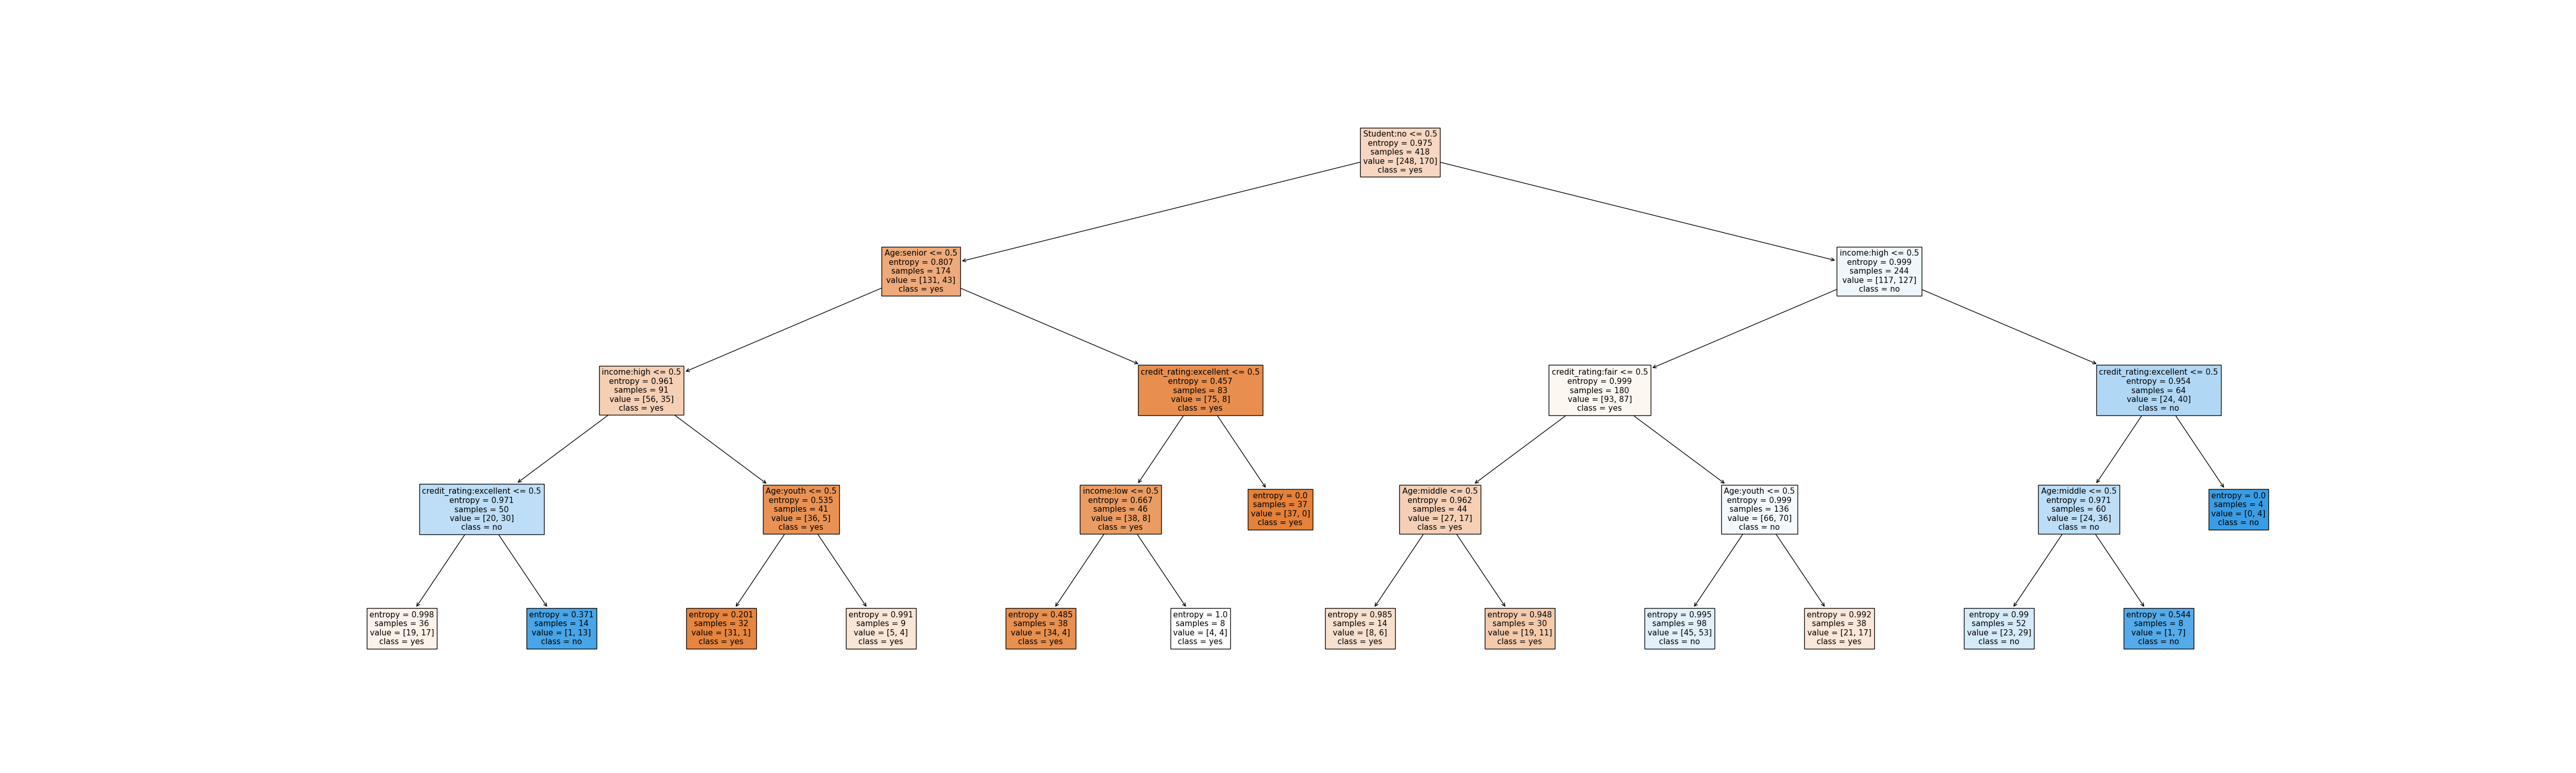 Student:no <= 0.5
entropy = 0.975
samples = 418
value = [248, 170]
class = yes
Age:senior <= 0.5
entropy = 0.807
samples = 174
value = [131, 43]
class = yes
income:high <= 0.5
entropy = 0.999
samples = 244
value = [117, 127]
class = no
income:high <= 0.5
entropy = 0.961
samples = 91
value = [56, 35]
class = yes
credit_rating:excellent <= 0.5
entropy = 0.457
samples = 83
value = [75, 8]
class = yes
credit_rating:fair <= 0.5
entropy = 0.999
samples = 180
value = [93, 87]
class = yes
credit_rating:excellent <= 0.5
entropy = 0.954
samples = 64
value = [24, 40]
class = no
credit_rating:excellent <= 0.5
entropy = 0.971
samples = 50
value = [20, 30]
class = no
Age:youth <= 0.5
entropy = 0.535
samples = 41
value = [36, 5]
class = yes
income:low <= 0.5
entropy = 0.667
samples = 46
value = [38, 8]
class = yes
entropy = 0.0
samples = 37
value = [37, 0]
class = yes
Age:middle <= 0.5
entropy = 0.962
samples = 44
value = [27, 17]
class = yes
Age:youth <= 0.5
entropy = 0.999
samples = 136
value = [66, 70]
class = no
Age:middle <= 0.5
entropy = 0.971
samples = 60
value = [24, 36]
class = no
entropy = 0.0
samples = 4
value = [0, 4]
class = no
entropy = 0.998
samples = 36
value = [19, 17]
class = yes
entropy = 0.371
samples = 14
value = [1, 13]
class = no
entropy = 0.201
samples = 32
value = [31, 1]
class = yes
entropy = 0.991
samples = 9
value = [5, 4]
class = yes
entropy = 0.485
samples = 38
value = [34, 4]
class = yes
entropy = 1.0
samples = 8
value = [4, 4]
class = yes
entropy = 0.985
samples = 14
value = [8, 6]
class = yes
entropy = 0.948
samples = 30
value = [19, 11]
class = yes
entropy = 0.995
samples = 98
value = [45, 53]
class = no
entropy = 0.992
samples = 38
value = [21, 17]
class = yes
entropy = 0.99
samples = 52
value = [23, 29]
class = no
entropy = 0.544
samples = 8
value = [1, 7]
class = no